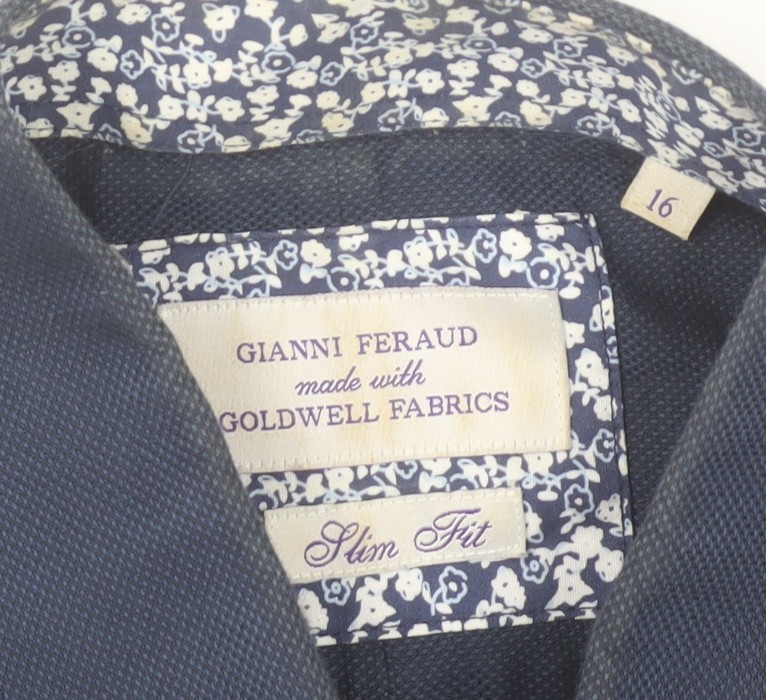 16
GIANNI FERAUD
made with
GOLDWELL FABRICS
Slim Fit